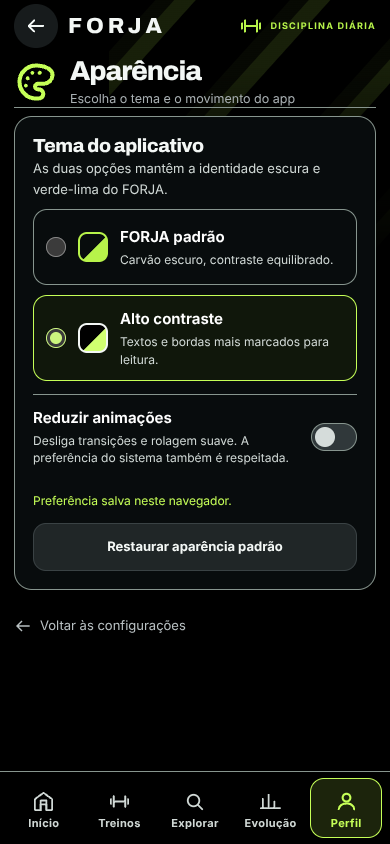 FORJA
DISCIPLINA DIÁRIA
Aparência
Escolha o tema e o movimento do app
Tema do aplicativo
As duas opções mantêm a identidade escura e
verde-lima do FORJA.
FORJA padrão
Carvão escuro, contraste equilibrado.
Alto contraste
Textos e bordas mais marcados para
leitura.
Reduzir animações
Desliga transições e rolagem suave. A
preferência do sistema também é respeitada.
Preferência salva neste navegador.
Restaurar aparência padrão
Voltar às configurações
Início
Treinos
Explorar
Evolução
Perfil